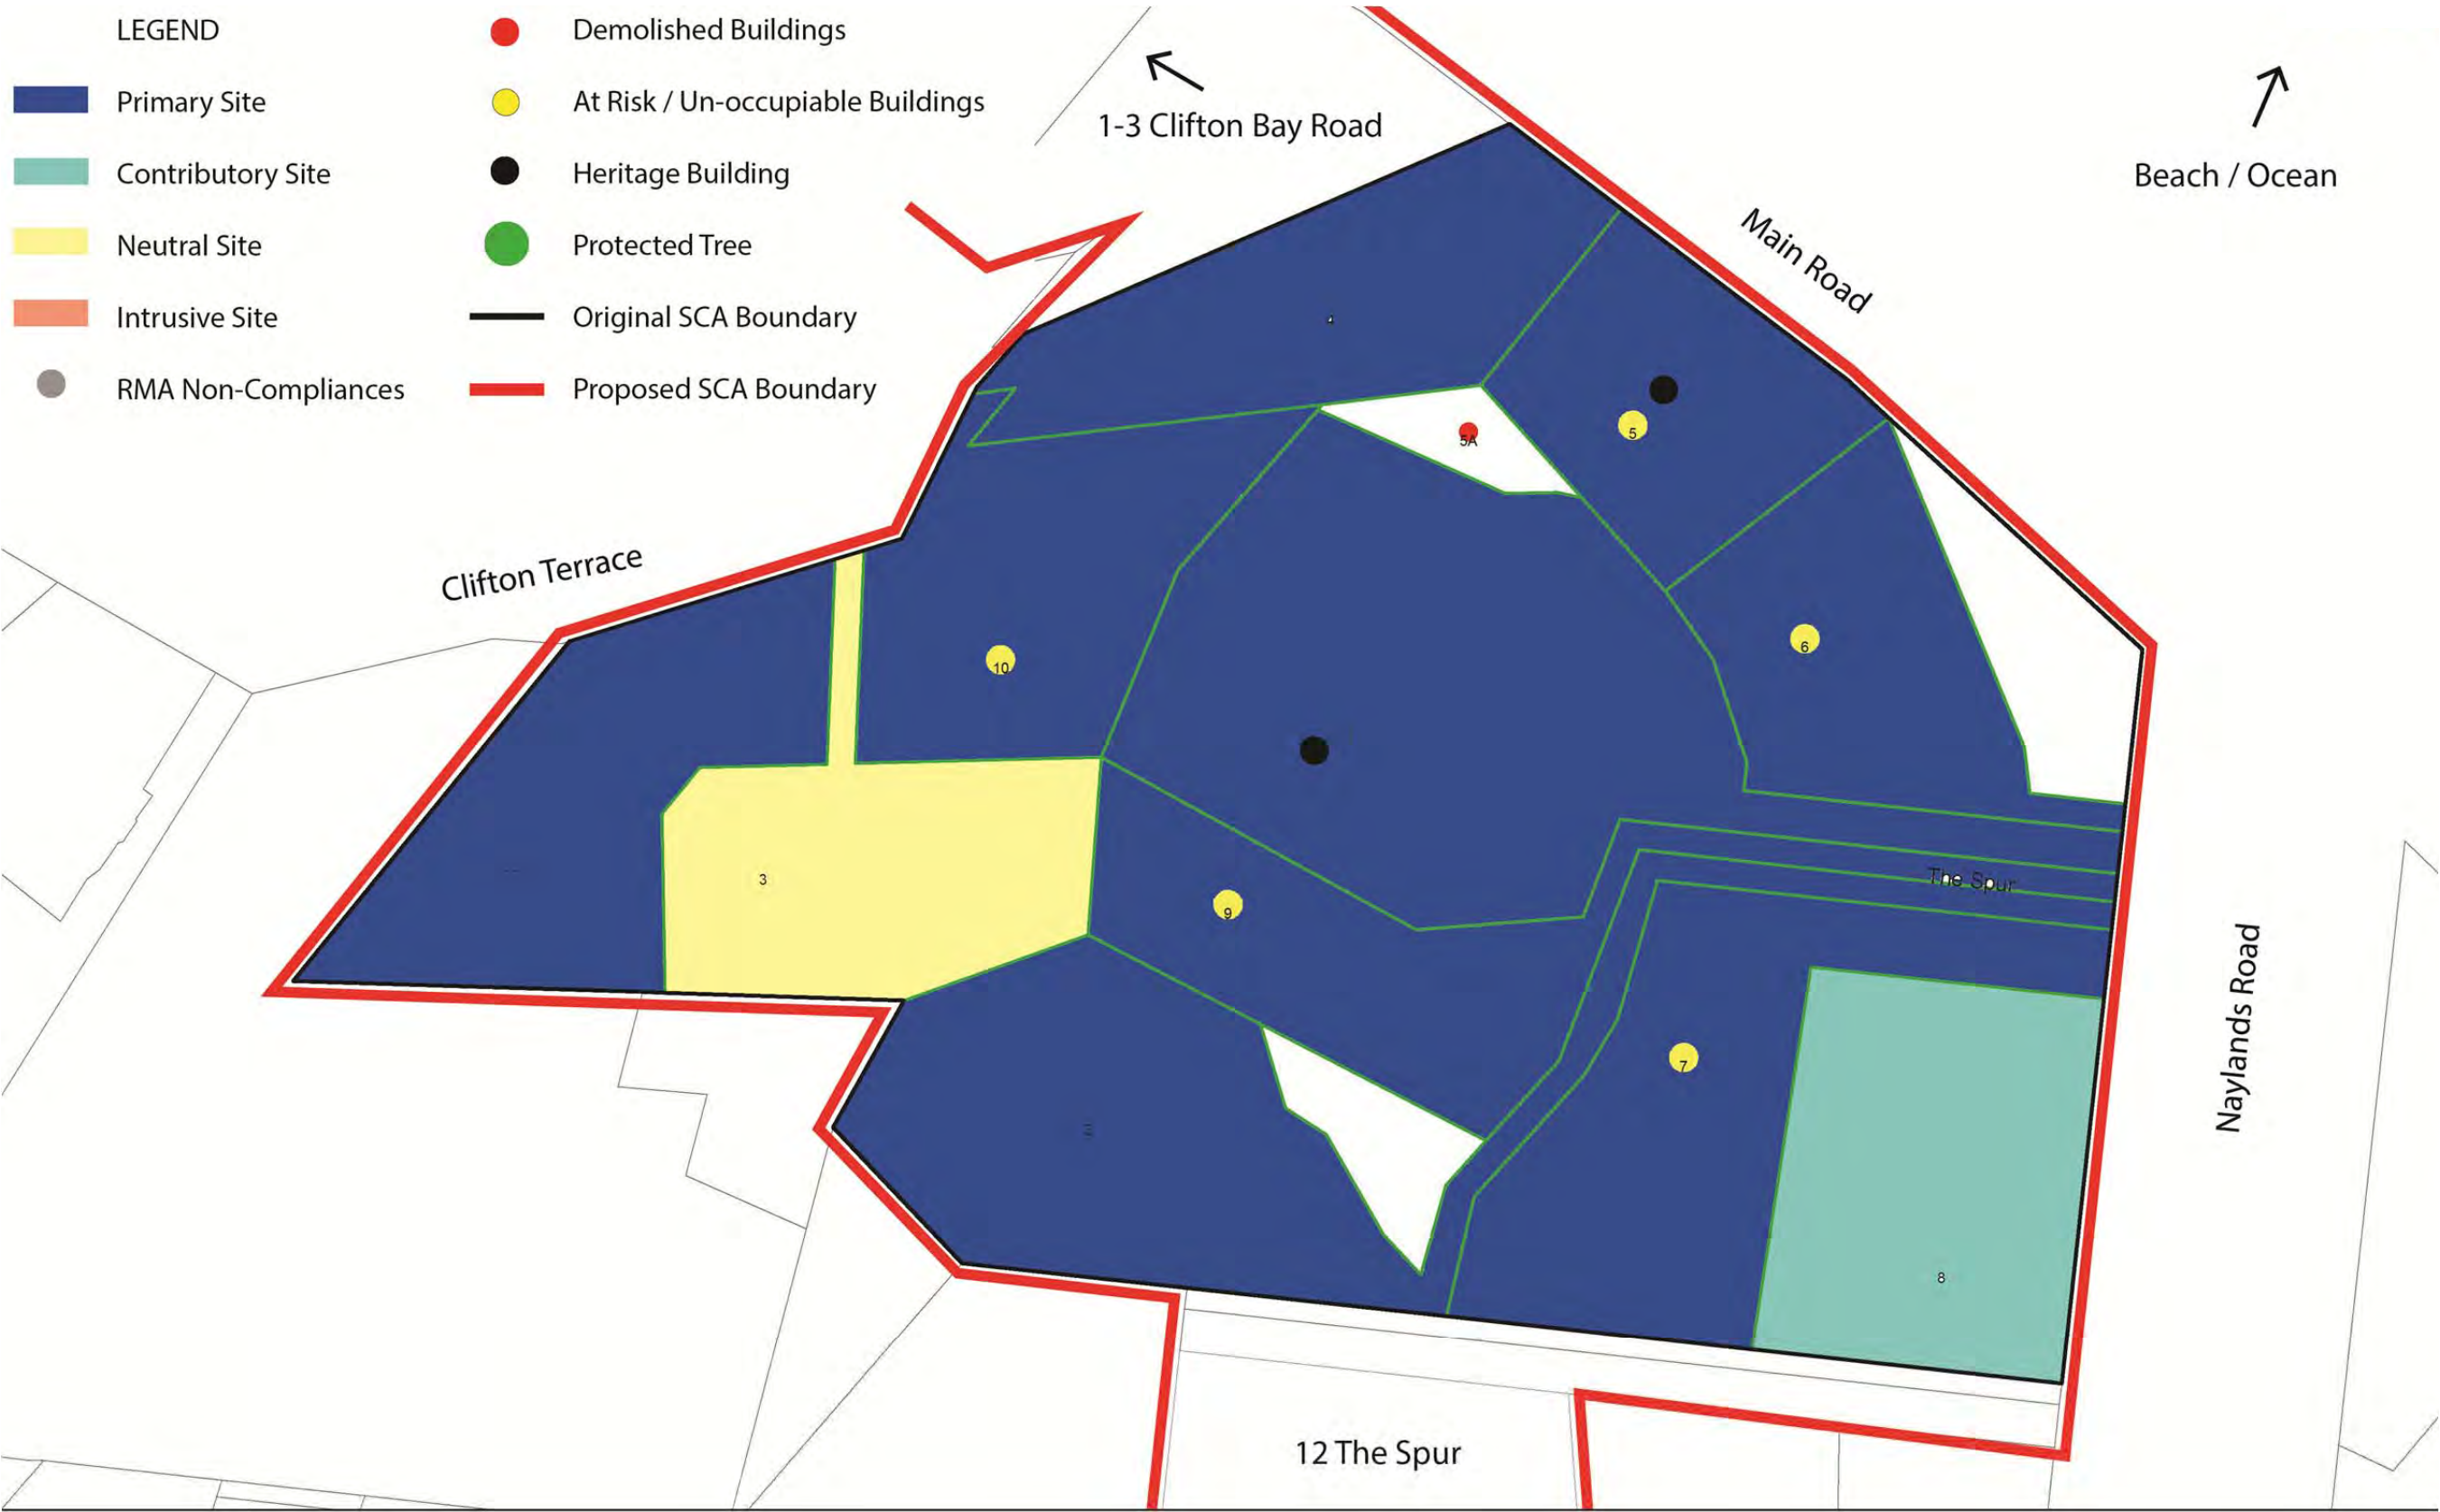 LEGEND
Primary Site
Contributory Site
Neutral Site
Intrusive Site
RMA Non-Compliances
Demolished Buildings
At Risk / Un-occupiable Buildings
Heritage Building
Protected Tree
Original SCA Boundary
Proposed SCA Boundary
1-3 Clifton Bay Road
Beach / Ocean
Main Road
4
5A
5
Clifton Terrace
6
10
3
9
The Spur
Naylands Road
7
8
12 The Spur